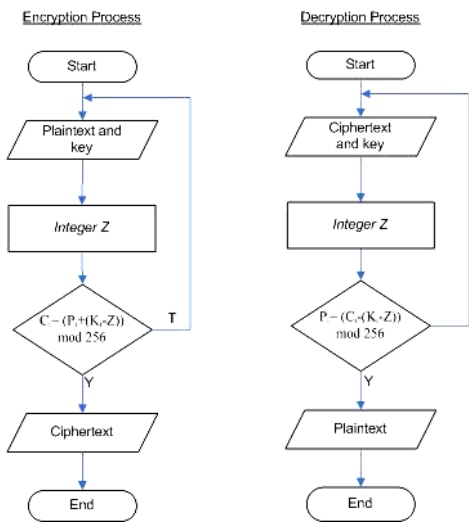 Encryption Process
Start
Plaintext and
key
Integer Z
C = (P +(K -Z))
mod 256
T
Y
Ciphertext
End
Decryption Process
Start
Ciphertext
and key
Integer Z
P = (C -(K -Z))
mod 256
Y
Plaintext
End